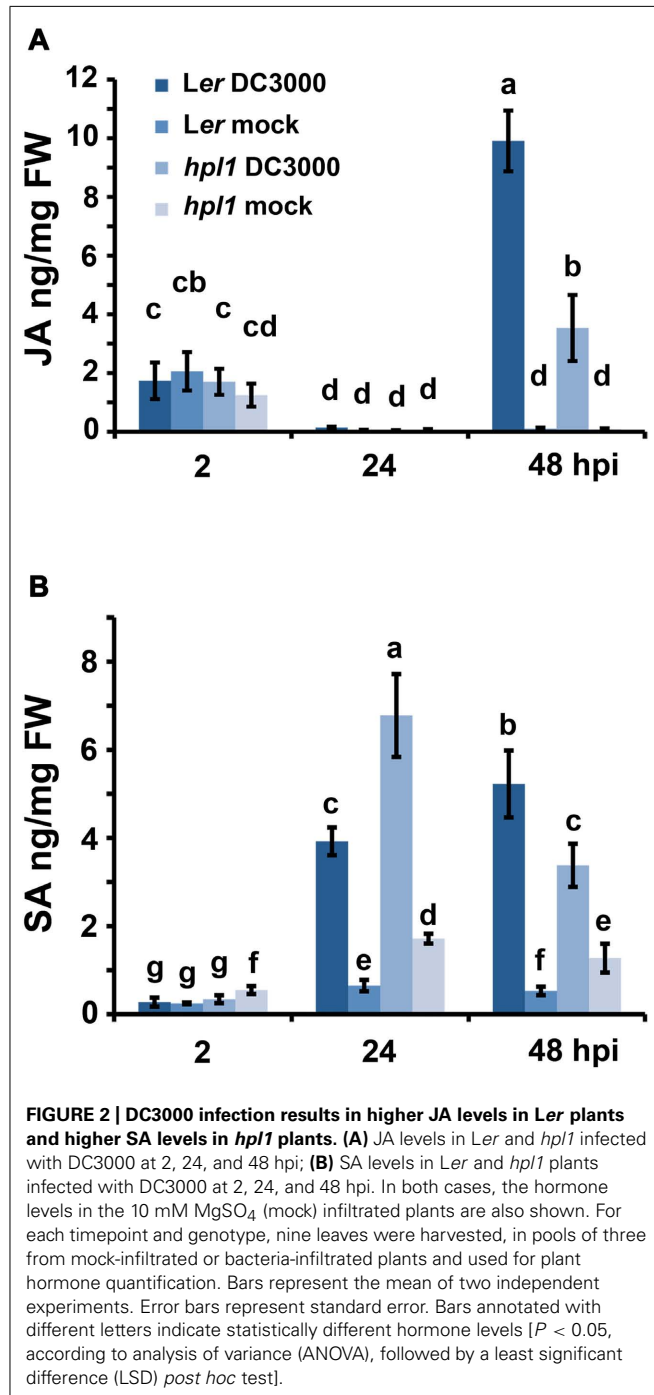 A
12
10
8
6
4
2
0
JA ng/mg FW
Ler DC3000
Ler mock
hpl1 DC3000
hpl1 mock
c
cb
c
cd
d
d
d
d
a
d
b
d
2
24
48 hpi
B
8
6
4
2
0
SA ng/mg FW
g
g
g
f
c
e
a
d
b
f
c
e
2
24
48 hpi
FIGURE 2 | DC3000 infection results in higher JA levels in Ler plants
and higher SA levels in hpl1 plants. (A) JA levels in Ler and hpl1 infected
with DC3000 at 2, 24, and 48 hpi; (B) SA levels in Ler and hpl1 plants
infected with DC3000 at 2, 24, and 48 hpi. In both cases, the hormone
levels in the 10 mM MgSO₄ (mock) infiltrated plants are also shown. For
each timepoint and genotype, nine leaves were harvested, in pools of three
from mock-infiltrated or bacteria-infiltrated plants and used for plant
hormone quantification. Bars represent the mean of two independent
experiments. Error bars represent standard error. Bars annotated with
different letters indicate statistically different hormone levels [P < 0.05,
according to analysis of variance (ANOVA), followed by a least significant
difference (LSD) post hoc test].